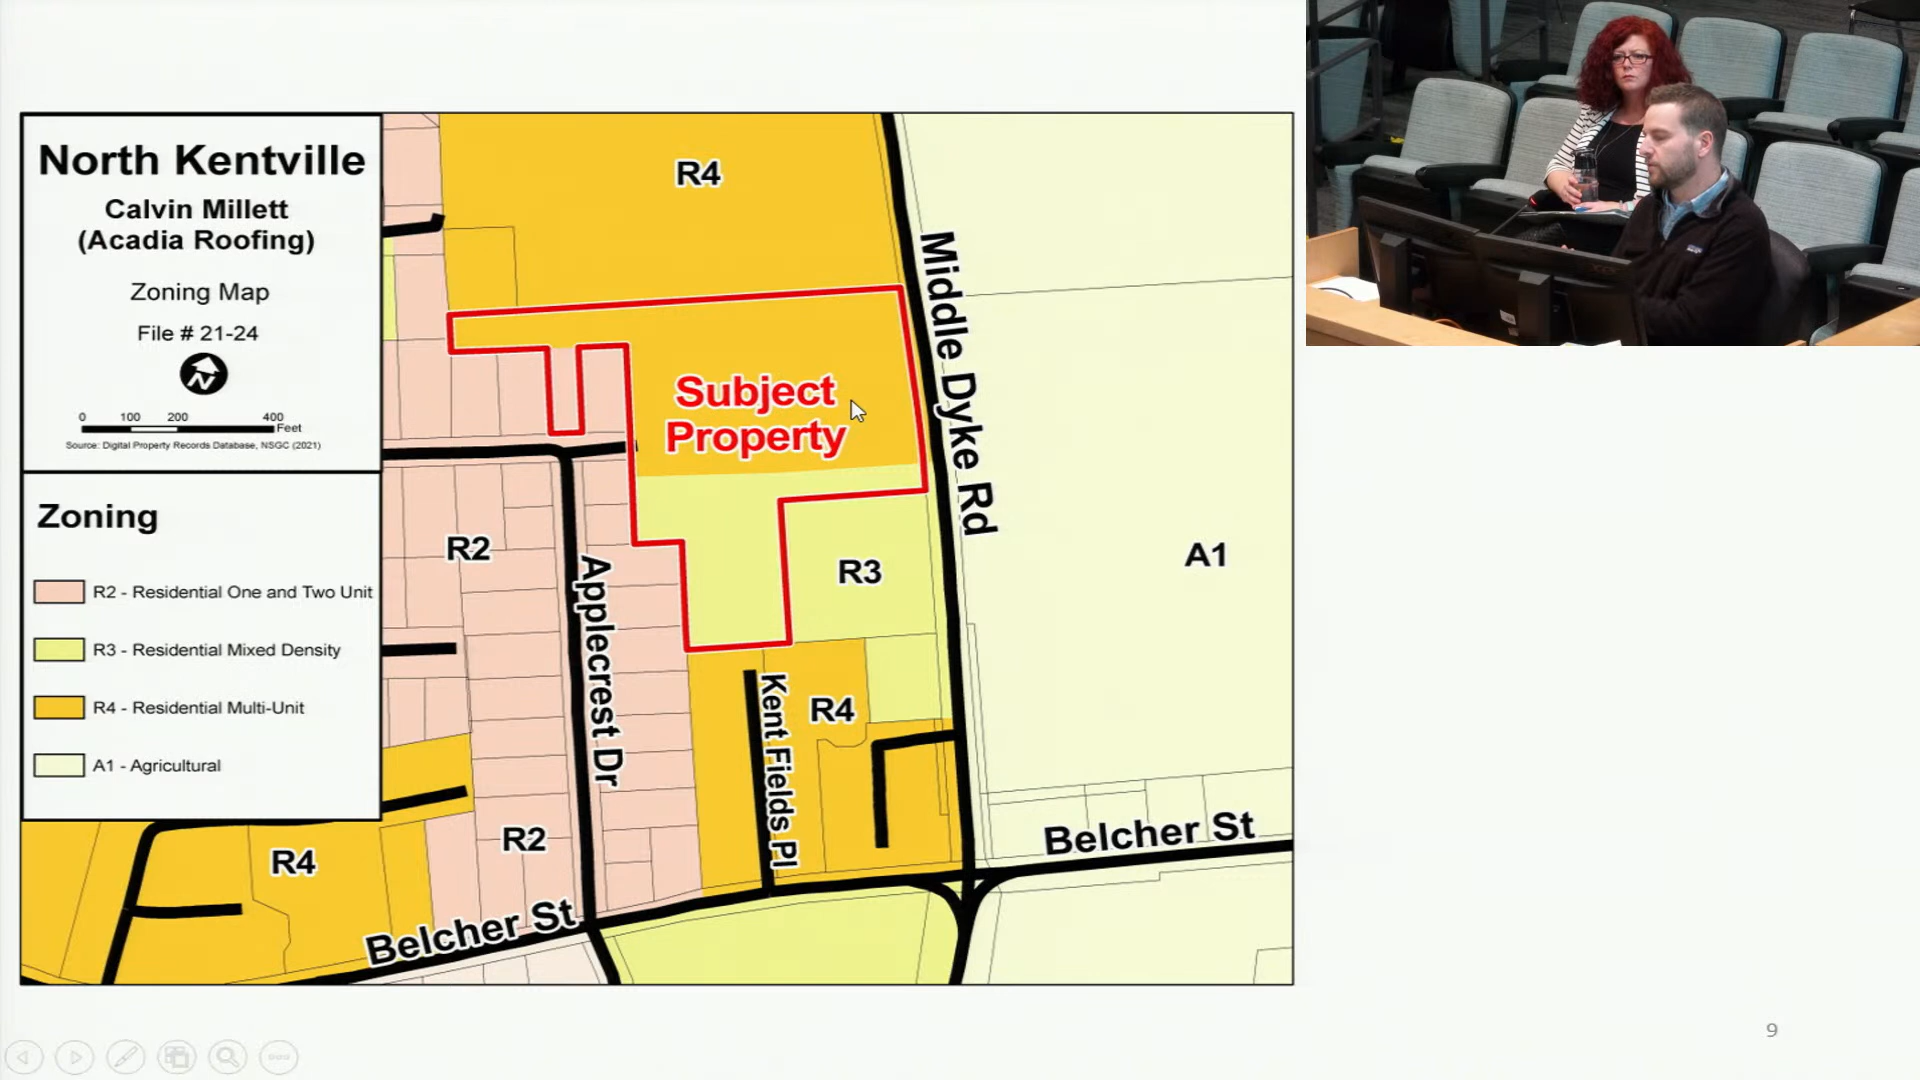 North Kentville
Calvin Millett
(Acadia Roofing)
Zoning Map
File # 21-24
N
0 100 200 400
Feet
Source: Digital Property Records Database, NSGC (2021)
Zoning
R2 - Residential One and Two Unit
R3 - Residential Mixed Density
R4 - Residential Multi-Unit
A1 - Agricultural
R4
Middle Dyke Rd
Subject
Property
R2
R3
A1
Applecrest Dr
Kent Fields Pl
R4
Belcher St
R2
R4
Belcher St
9